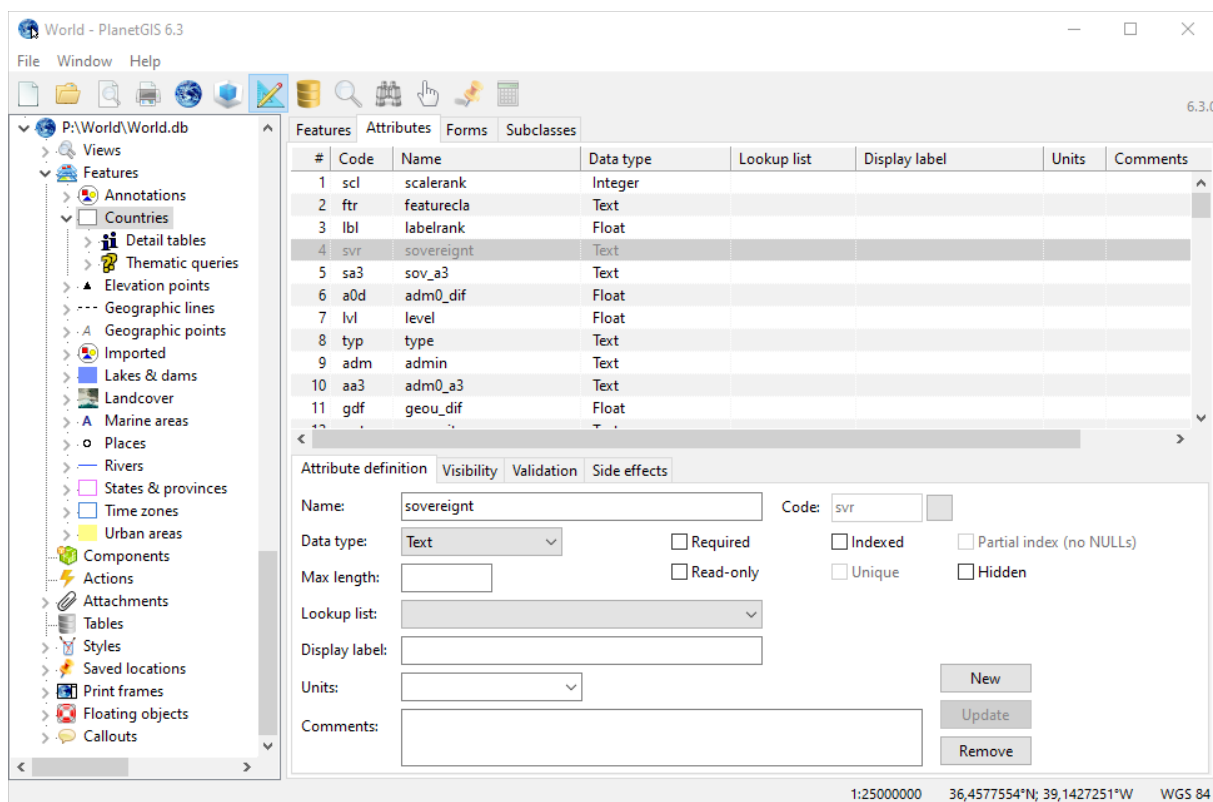 World - PlanetGIS 6.3
File Window Help
6.3.0
P:\World\World.db
Views
Features
Annotations
Countries
Detail tables
Thematic queries
Elevation points
Geographic lines
Geographic points
Imported
Lakes & dams
Landcover
Marine areas
Places
Rivers
States & provinces
Time zones
Urban areas
Components
Actions
Attachments
Tables
Styles
Saved locations
Print frames
Floating objects
Callouts
Features Attributes Forms Subclasses
# Code Name Data type Lookup list Display label Units Comments
1 scl scalerank Integer
2 ftr featurecla Text
3 lbl labelrank Float
4 svr sovereignt Text
5 sa3 sov_a3 Text
6 a0d adm0_dif Float
7 lvl level Float
8 typ type Text
9 adm admin Text
10 aa3 adm0_a3 Text
11 gdf geou_dif Float
Attribute definition Visibility Validation Side effects
Name: sovereignt Code: svr
Data type: Text Required Indexed Partial index (no NULLs)
Max length: Read-only Unique Hidden
Lookup list:
Display label:
Units: New
Comments: Update
Remove
1:25000000 36,4577554°N; 39,1427251°W WGS 84